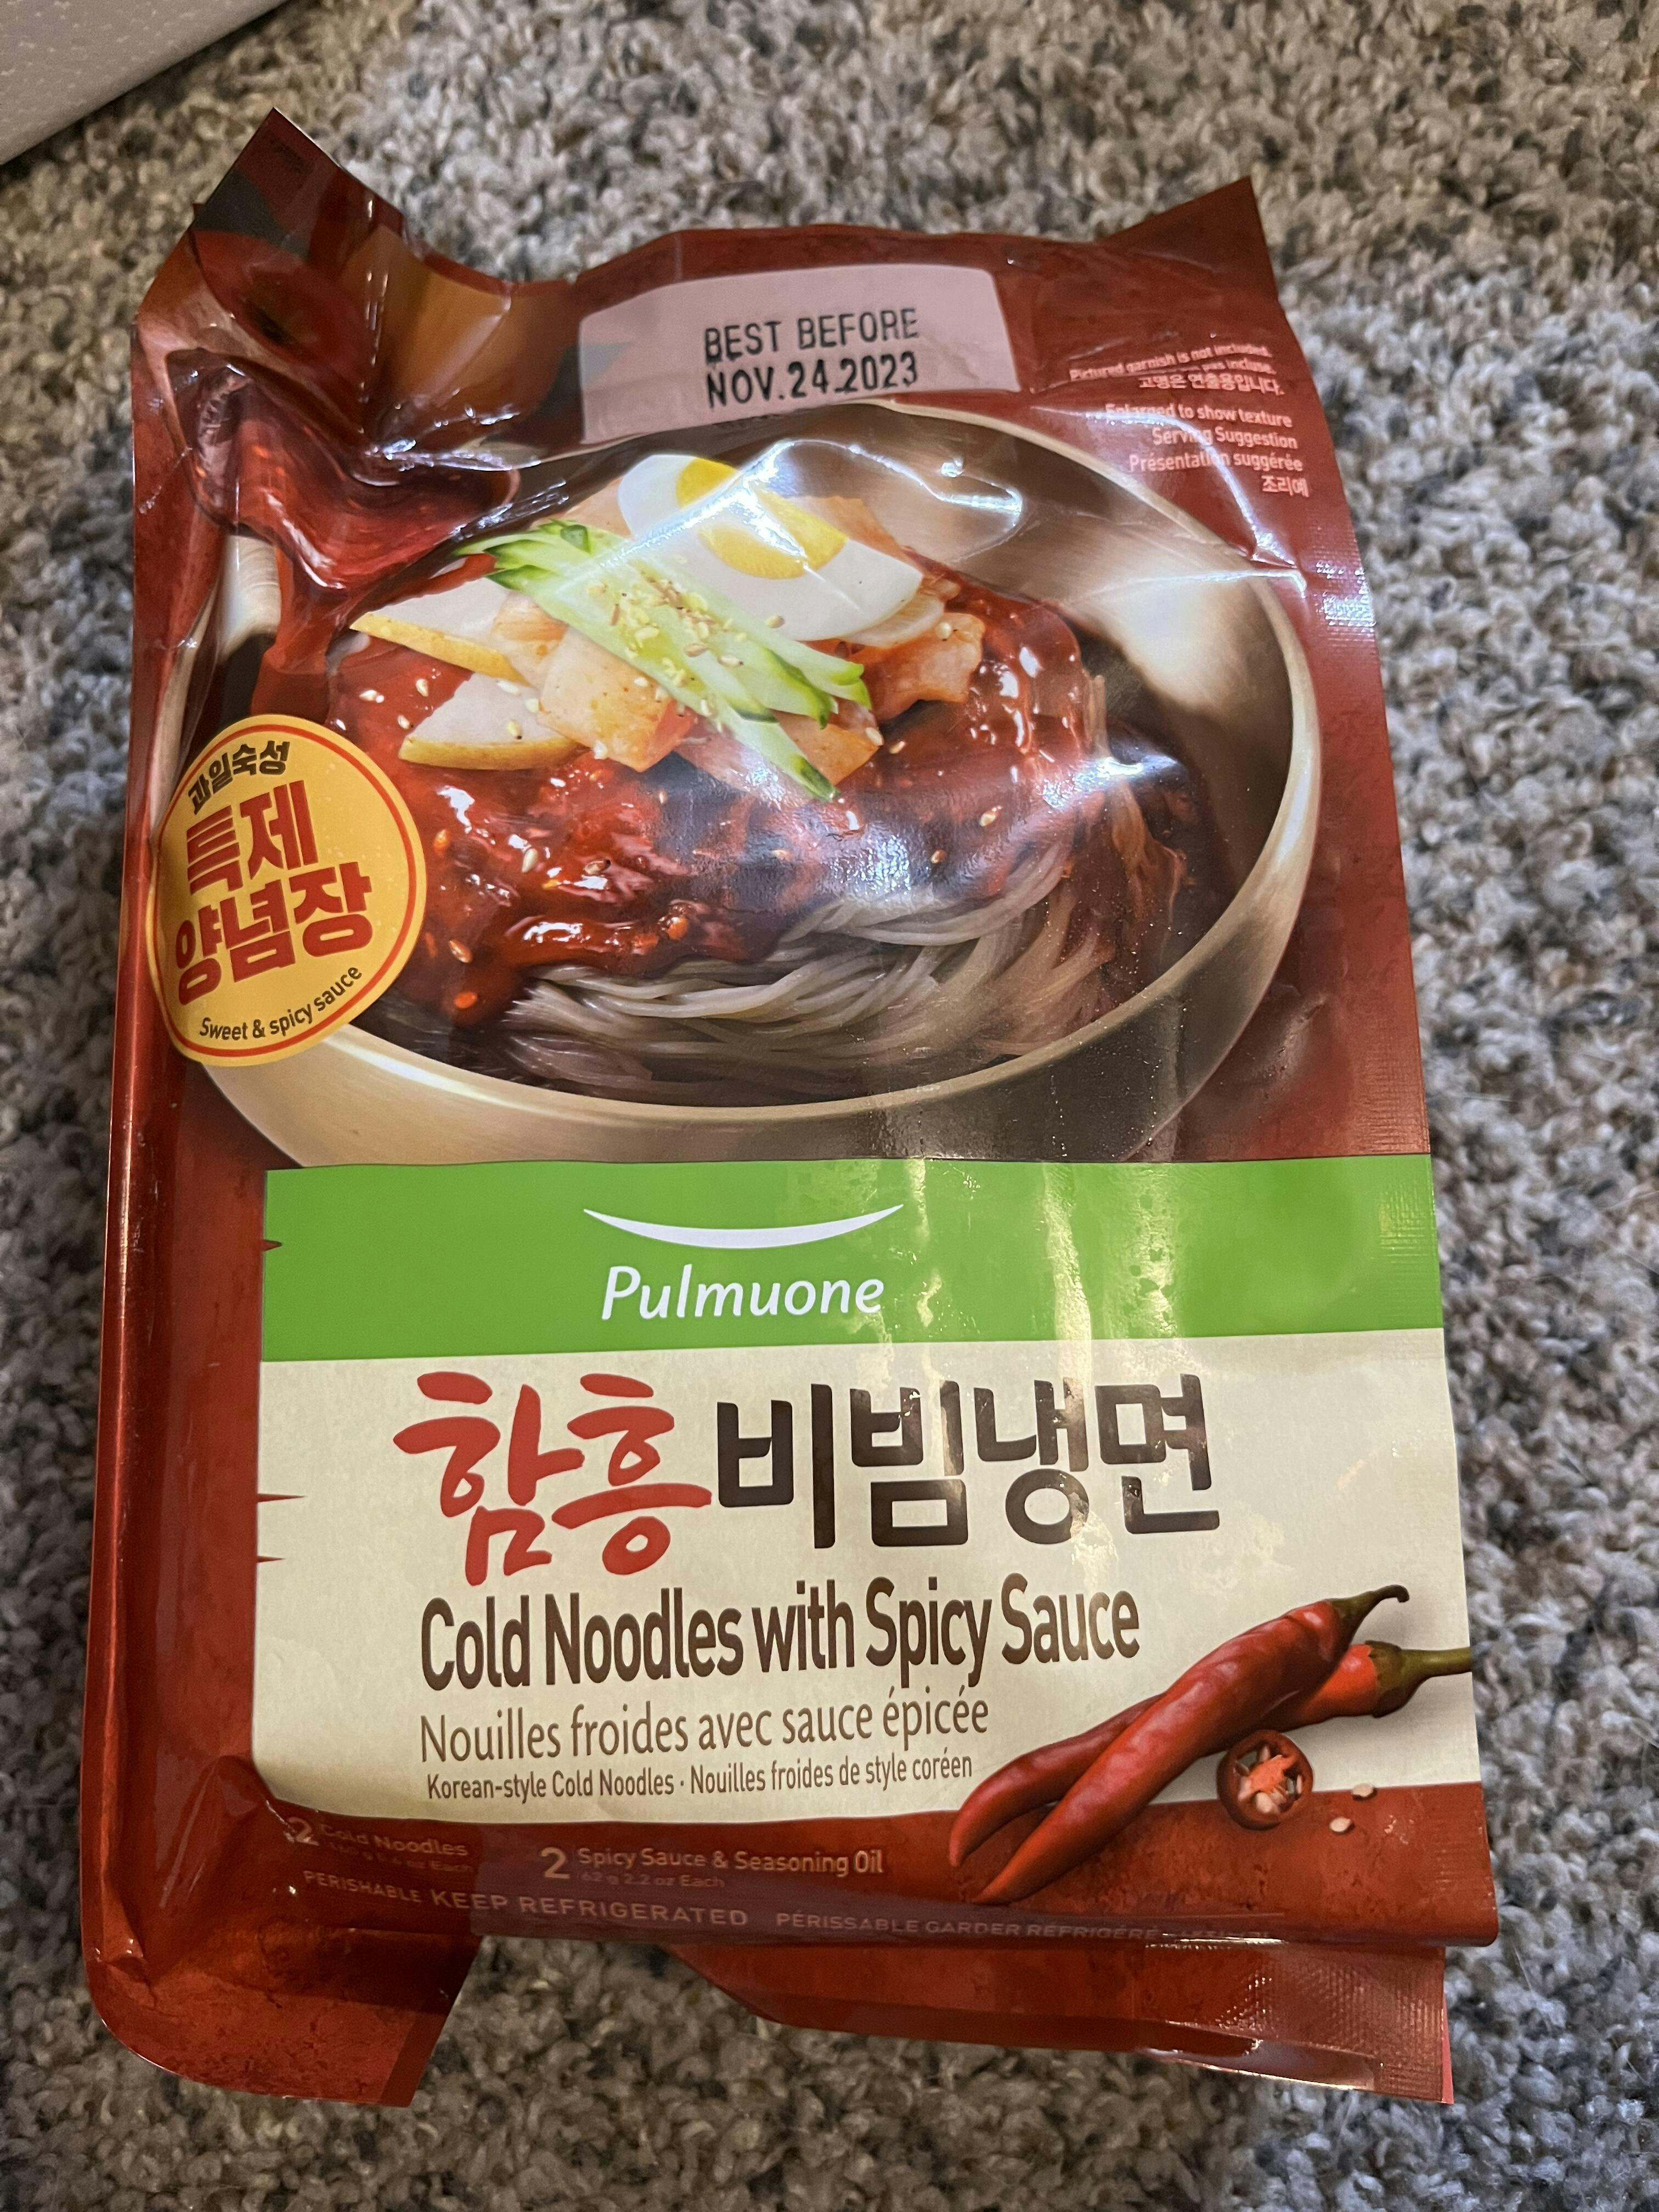 BEST BEFORE
NOV.24.2023
Pictured garnish is not included.
pas incluse.
고명은 연출용입니다.
Enlarged to show texture
Serving Suggestion
Présentation suggérée
조리예
과일숙성
특제
양념장
Sweet & spicy sauce
Pulmuone
함흥비빔냉면
Cold Noodles with Spicy Sauce
Nouilles froides avec sauce épicée
Korean-style Cold Noodles · Nouilles froides de style coréen
2 Cold Noodles
2 Spicy Sauce & Seasoning Oil
62 g 2.2 oz Each
PERISHABLE KEEP REFRIGERATED PÉRISSABLE GARDER RÉFRIGÉRÉ